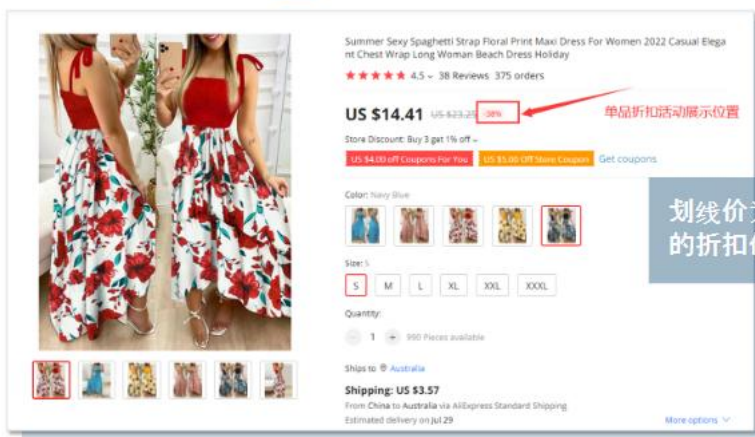 Summer Sexy Spaghetti Strap Floral Print Maxi Dress For Women 2022 Casual Elega
nt Chest Wrap Long Woman Beach Dress Holiday
4.5 38 Reviews 375 orders
US $14.41 US $23.25 -38%
单品折扣活动展示位置
Store Discount: Buy 3 get 1% off
US $4.00 off Coupons For You US $5.00 Off Store Coupon Get coupons
Color: Navy Blue
划线价
的折扣
Size: S
S M L XL XXL XXXL
Quantity:
- 1 + 990 Pieces available
Ships to Australia
Shipping: US $3.57
From China to Australia via AliExpress Standard Shipping
Estimated delivery on Jul 29
More options